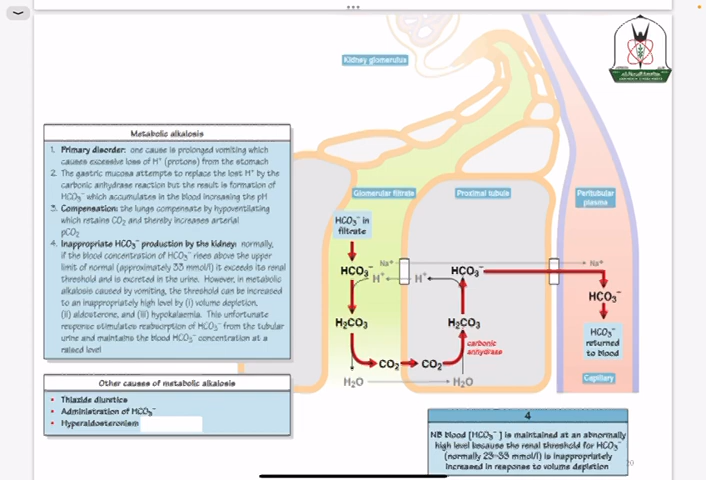 Kidney glomerulus
Metabolic alkalosis
1. Primary disorder: one cause is prolonged vomiting which
causes excessive loss of H⁺ (protons) from the stomach
2. The gastric mucosa attempts to replace the lost H⁺ by the
carbonic anhydrase reaction but the result is formation of
HCO₃⁻ which accumulates in the blood increasing the pH
3. Compensation: the lungs compensate by hypoventilating
which retains CO₂ and thereby increases arterial
pCO₂
4. Inappropriate HCO₃⁻ production by the kidney: normally,
if the blood concentration of HCO₃⁻ rises above the upper
limit of normal (approximately 33 mmol/l) it exceeds its renal
threshold and is excreted in the urine. However, in metabolic
alkalosis caused by vomiting, the threshold can be increased
to an inappropriately high level by (i) volume depletion,
(ii) aldosterone, and (iii) hypokalaemia. This unfortunate
response stimulates reabsorption of HCO₃⁻ from the tubular
urine and maintains the blood HCO₃⁻ concentration at a
raised level
Other causes of metabolic alkalosis
• Thiazide diuretics
• Administration of HCO₃⁻
• Hyperaldosteronism
Glomerular filtrate
Proximal tubule
Peritubular
plasma
HCO₃⁻ in
filtrate
Na⁺
Na⁺
HCO₃⁻
H⁺
H⁺
HCO₃⁻
HCO₃⁻
H₂CO₃
H₂CO₃
carbonic
anhydrase
HCO₃⁻
returned
to blood
CO₂
CO₂
H₂O
H₂O
Capillary
4
NB blood [HCO₃⁻] is maintained at an abnormally
high level because the renal threshold for HCO₃⁻
(normally 23–33 mmol/l) is inappropriately
increased in response to volume depletion
20